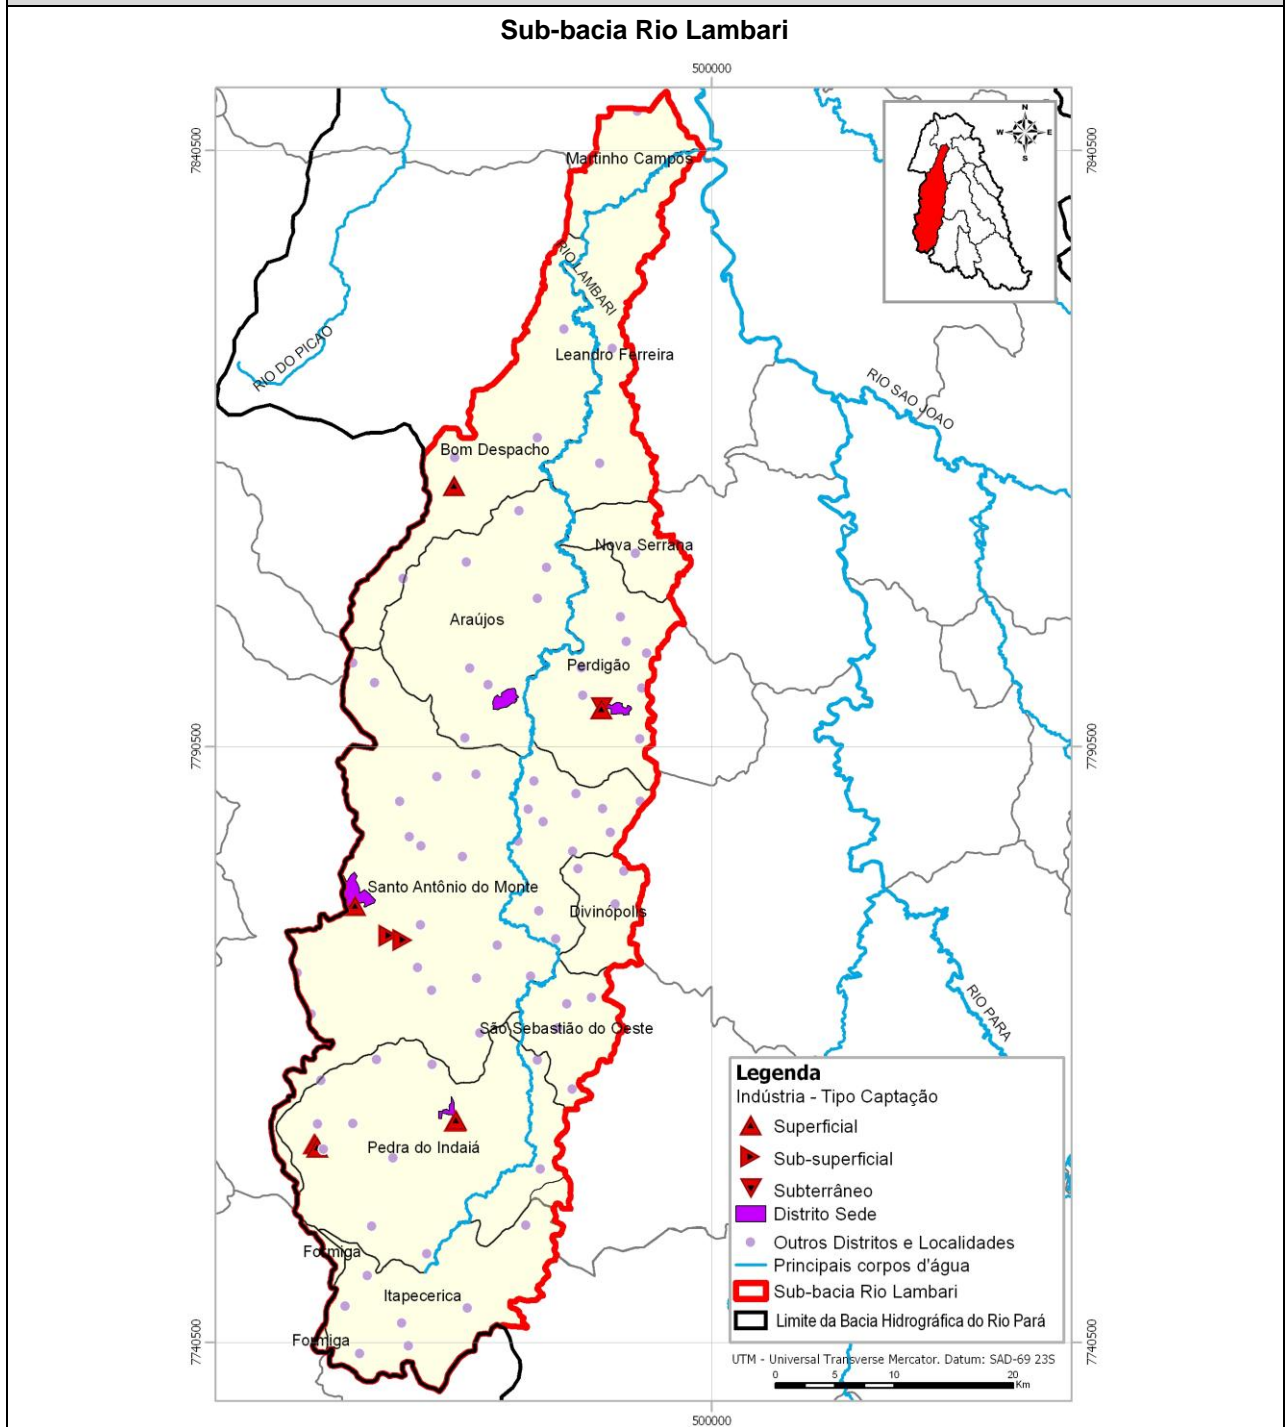 Sub-bacia Rio Lambari
500000
N
W E
S
7840500
7840500
Martinho Campos
RIO LAMBARI
RIO DO PICAO
Leandro Ferreira
RIO SAO JOAO
Bom Despacho
Nova Serrana
Araújos
Perdigão
7790500
7790500
Santo Antônio do Monte
Divinópolis
RIO PARA
São Sebastião do Oeste
Pedra do Indaiá
Formiga
Itapecerica
Formiga
7740500
7740500
Legenda
Indústria - Tipo Captação
Superficial
Sub-superficial
Subterrâneo
Distrito Sede
Outros Distritos e Localidades
Principais corpos d'água
Sub-bacia Rio Lambari
Limite da Bacia Hidrográfica do Rio Pará
UTM - Universal Transverse Mercator. Datum: SAD-69 23S
0 5 10 20
Km
500000